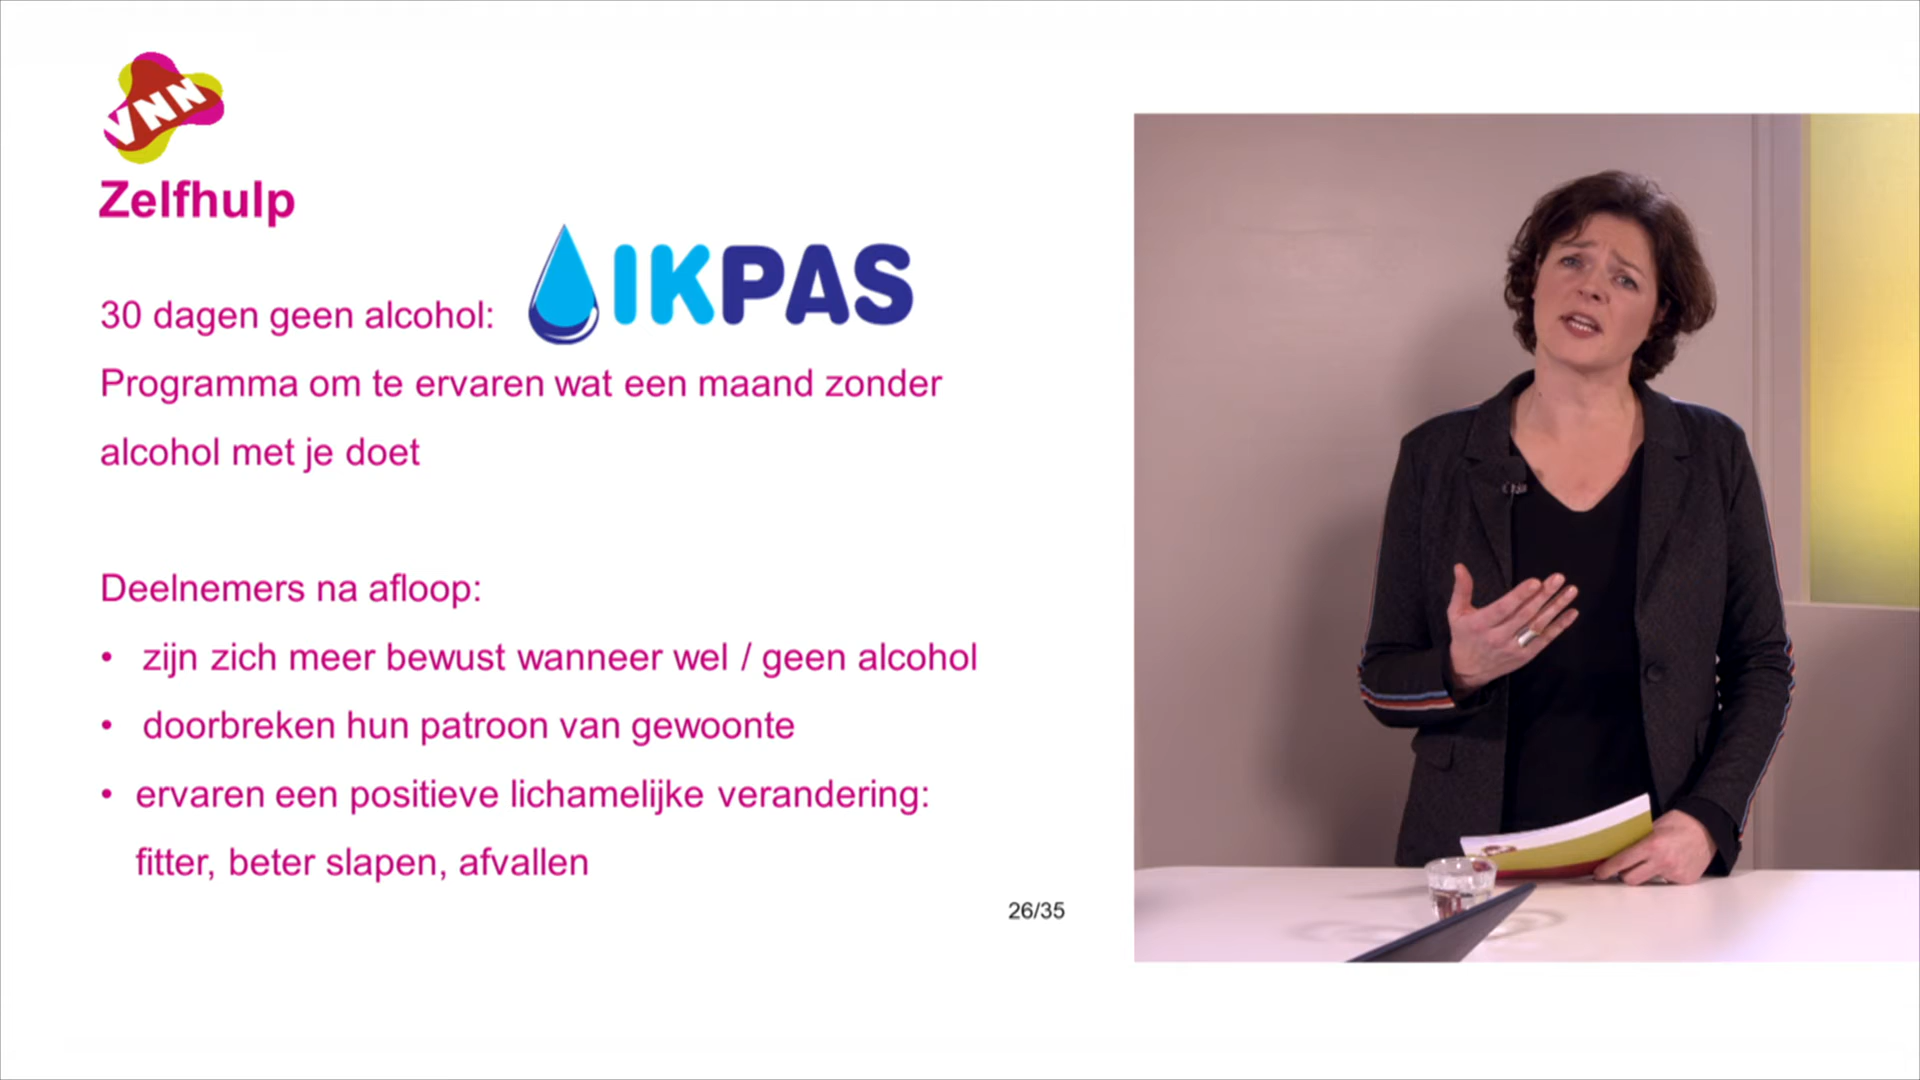 VNN
Zelfhulp
IKPAS
30 dagen geen alcohol:
Programma om te ervaren wat een maand zonder
alcohol met je doet
Deelnemers na afloop:
• zijn zich meer bewust wanneer wel / geen alcohol
• doorbreken hun patroon van gewoonte
• ervaren een positieve lichamelijke verandering:
fitter, beter slapen, afvallen
26/35